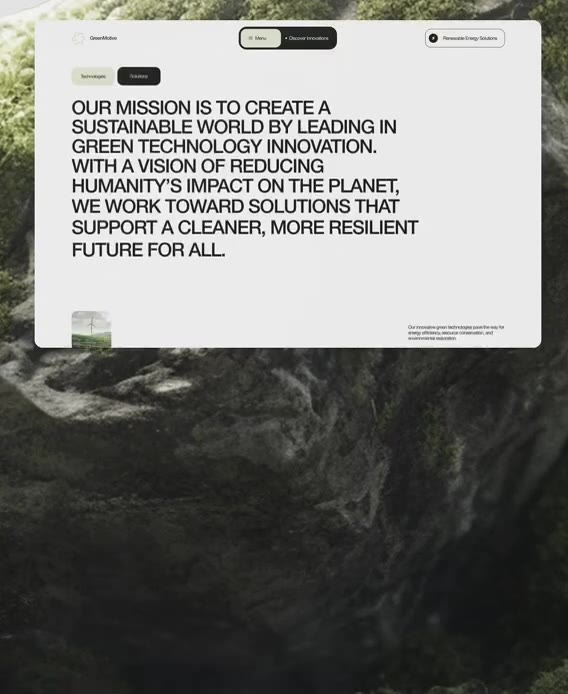 GreenMotive
Menu
Discover Innovations
Renewable Energy Solutions
Technologies
Solutions
OUR MISSION IS TO CREATE A
SUSTAINABLE WORLD BY LEADING IN
GREEN TECHNOLOGY INNOVATION.
WITH A VISION OF REDUCING
HUMANITY'S IMPACT ON THE PLANET,
WE WORK TOWARD SOLUTIONS THAT
SUPPORT A CLEANER, MORE RESILIENT
FUTURE FOR ALL.
Our innovative green technologies pave the way for
energy efficiency, resource conservation, and
environmental restoration.